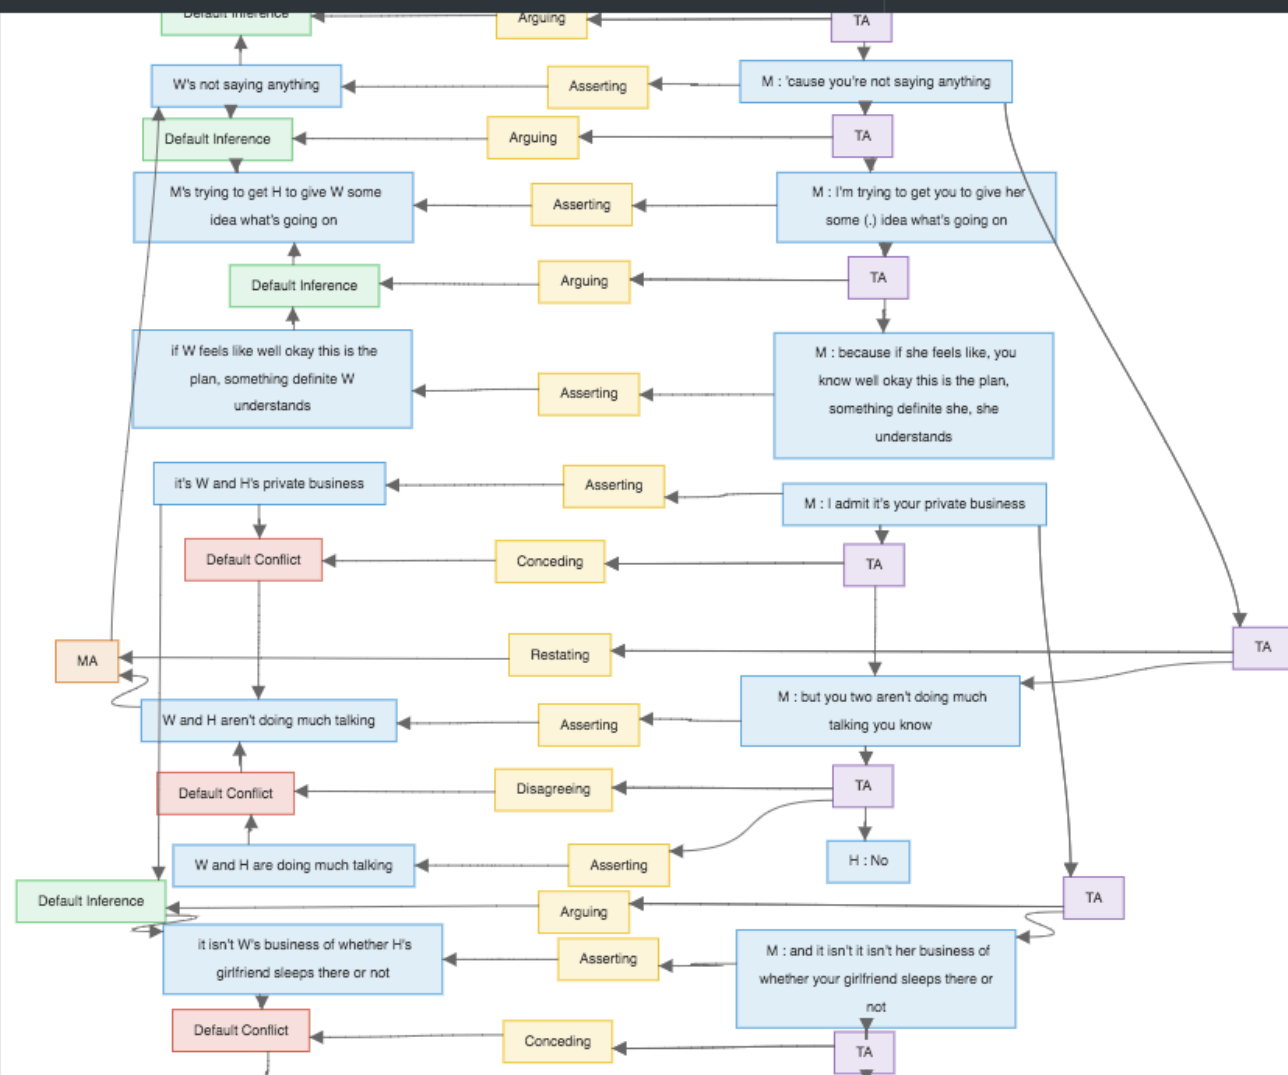 Default Inference
Arguing
TA
W's not saying anything
Asserting
M : 'cause you're not saying anything
Default Inference
Arguing
TA
M's trying to get H to give W some
idea what's going on
Asserting
M : I'm trying to get you to give her
some (.) idea what's going on
Default Inference
Arguing
TA
if W feels like well okay this is the
plan, something definite W
understands
Asserting
M : because if she feels like, you
know well okay this is the plan,
something definite she, she
understands
it's W and H's private business
Asserting
M : I admit it's your private business
Default Conflict
Conceding
TA
MA
Restating
TA
W and H aren't doing much talking
Asserting
M : but you two aren't doing much
talking you know
Default Conflict
Disagreeing
TA
W and H are doing much talking
Asserting
H : No
Default Inference
Arguing
TA
it isn't W's business of whether H's
girlfriend sleeps there or not
Asserting
M : and it isn't it isn't her business of
whether your girlfriend sleeps there or
not
Default Conflict
Conceding
TA